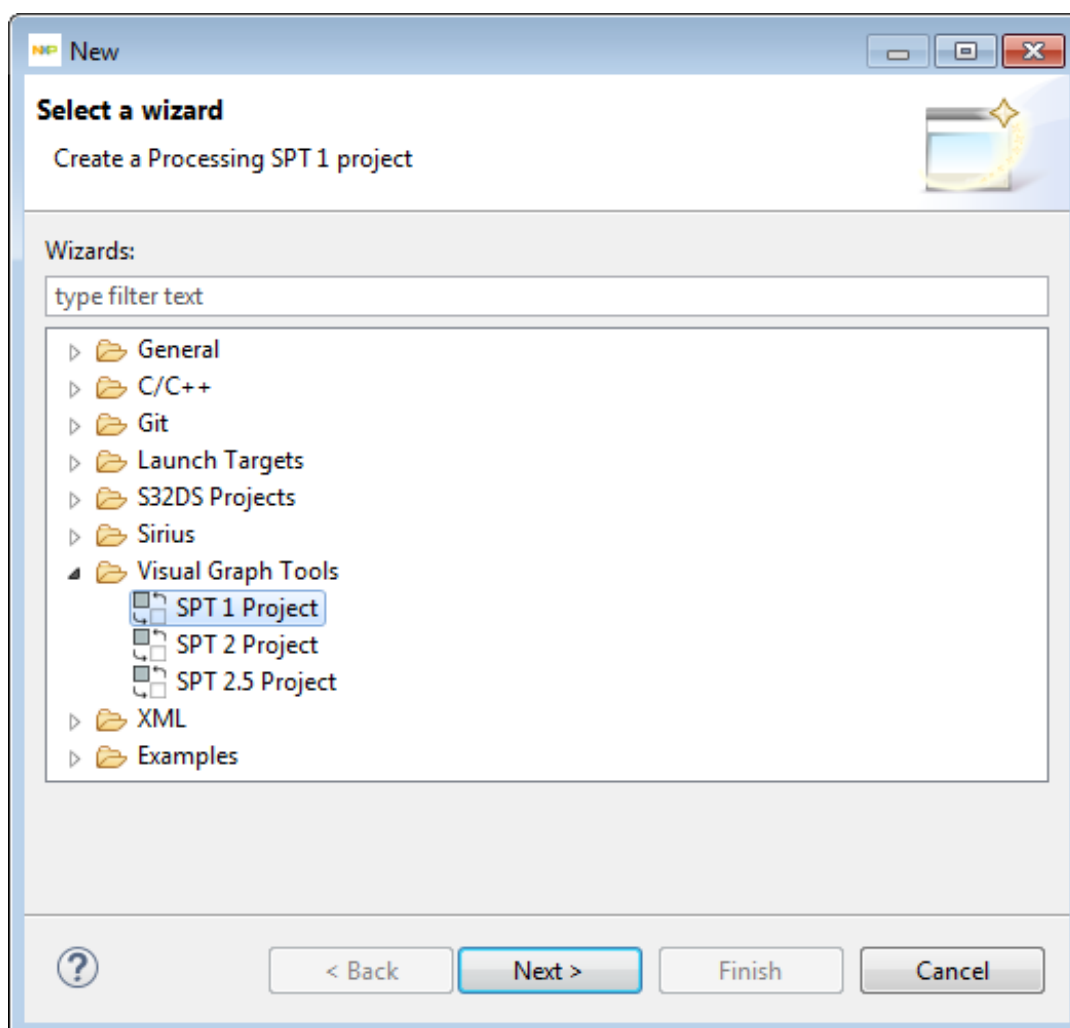 NXP New
Select a wizard
Create a Processing SPT 1 project
Wizards:
type filter text
General
C/C++
Git
Launch Targets
S32DS Projects
Sirius
Visual Graph Tools
SPT 1 Project
SPT 2 Project
SPT 2.5 Project
XML
Examples
? < Back Next > Finish Cancel